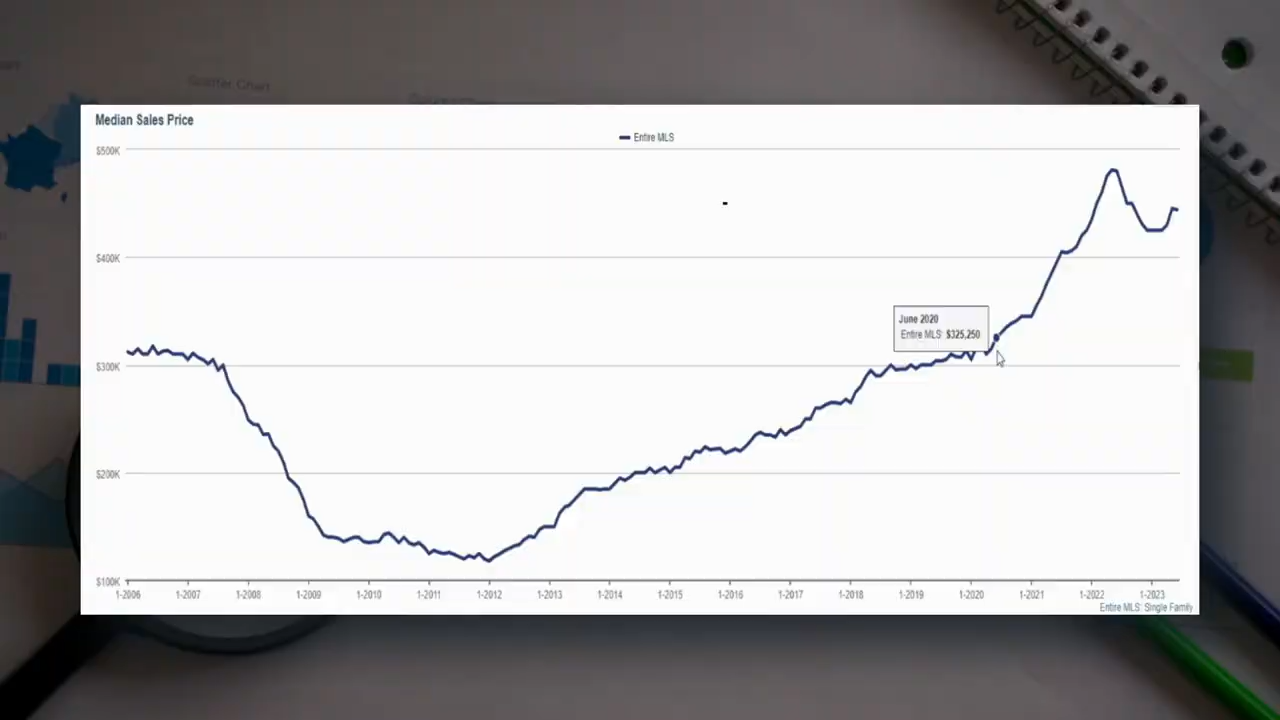 Quarter Chart
Median Sales Price
Entire MLS
$500K
$400K
June 2020
Entire MLS: $325,250
$300K
$200K
$100K
1-2006 1-2007 1-2008 1-2009 1-2010 1-2011 1-2012 1-2013 1-2014 1-2015 1-2016 1-2017 1-2018 1-2019 1-2020 1-2021 1-2022 1-2023
Entire MLS: Single Family